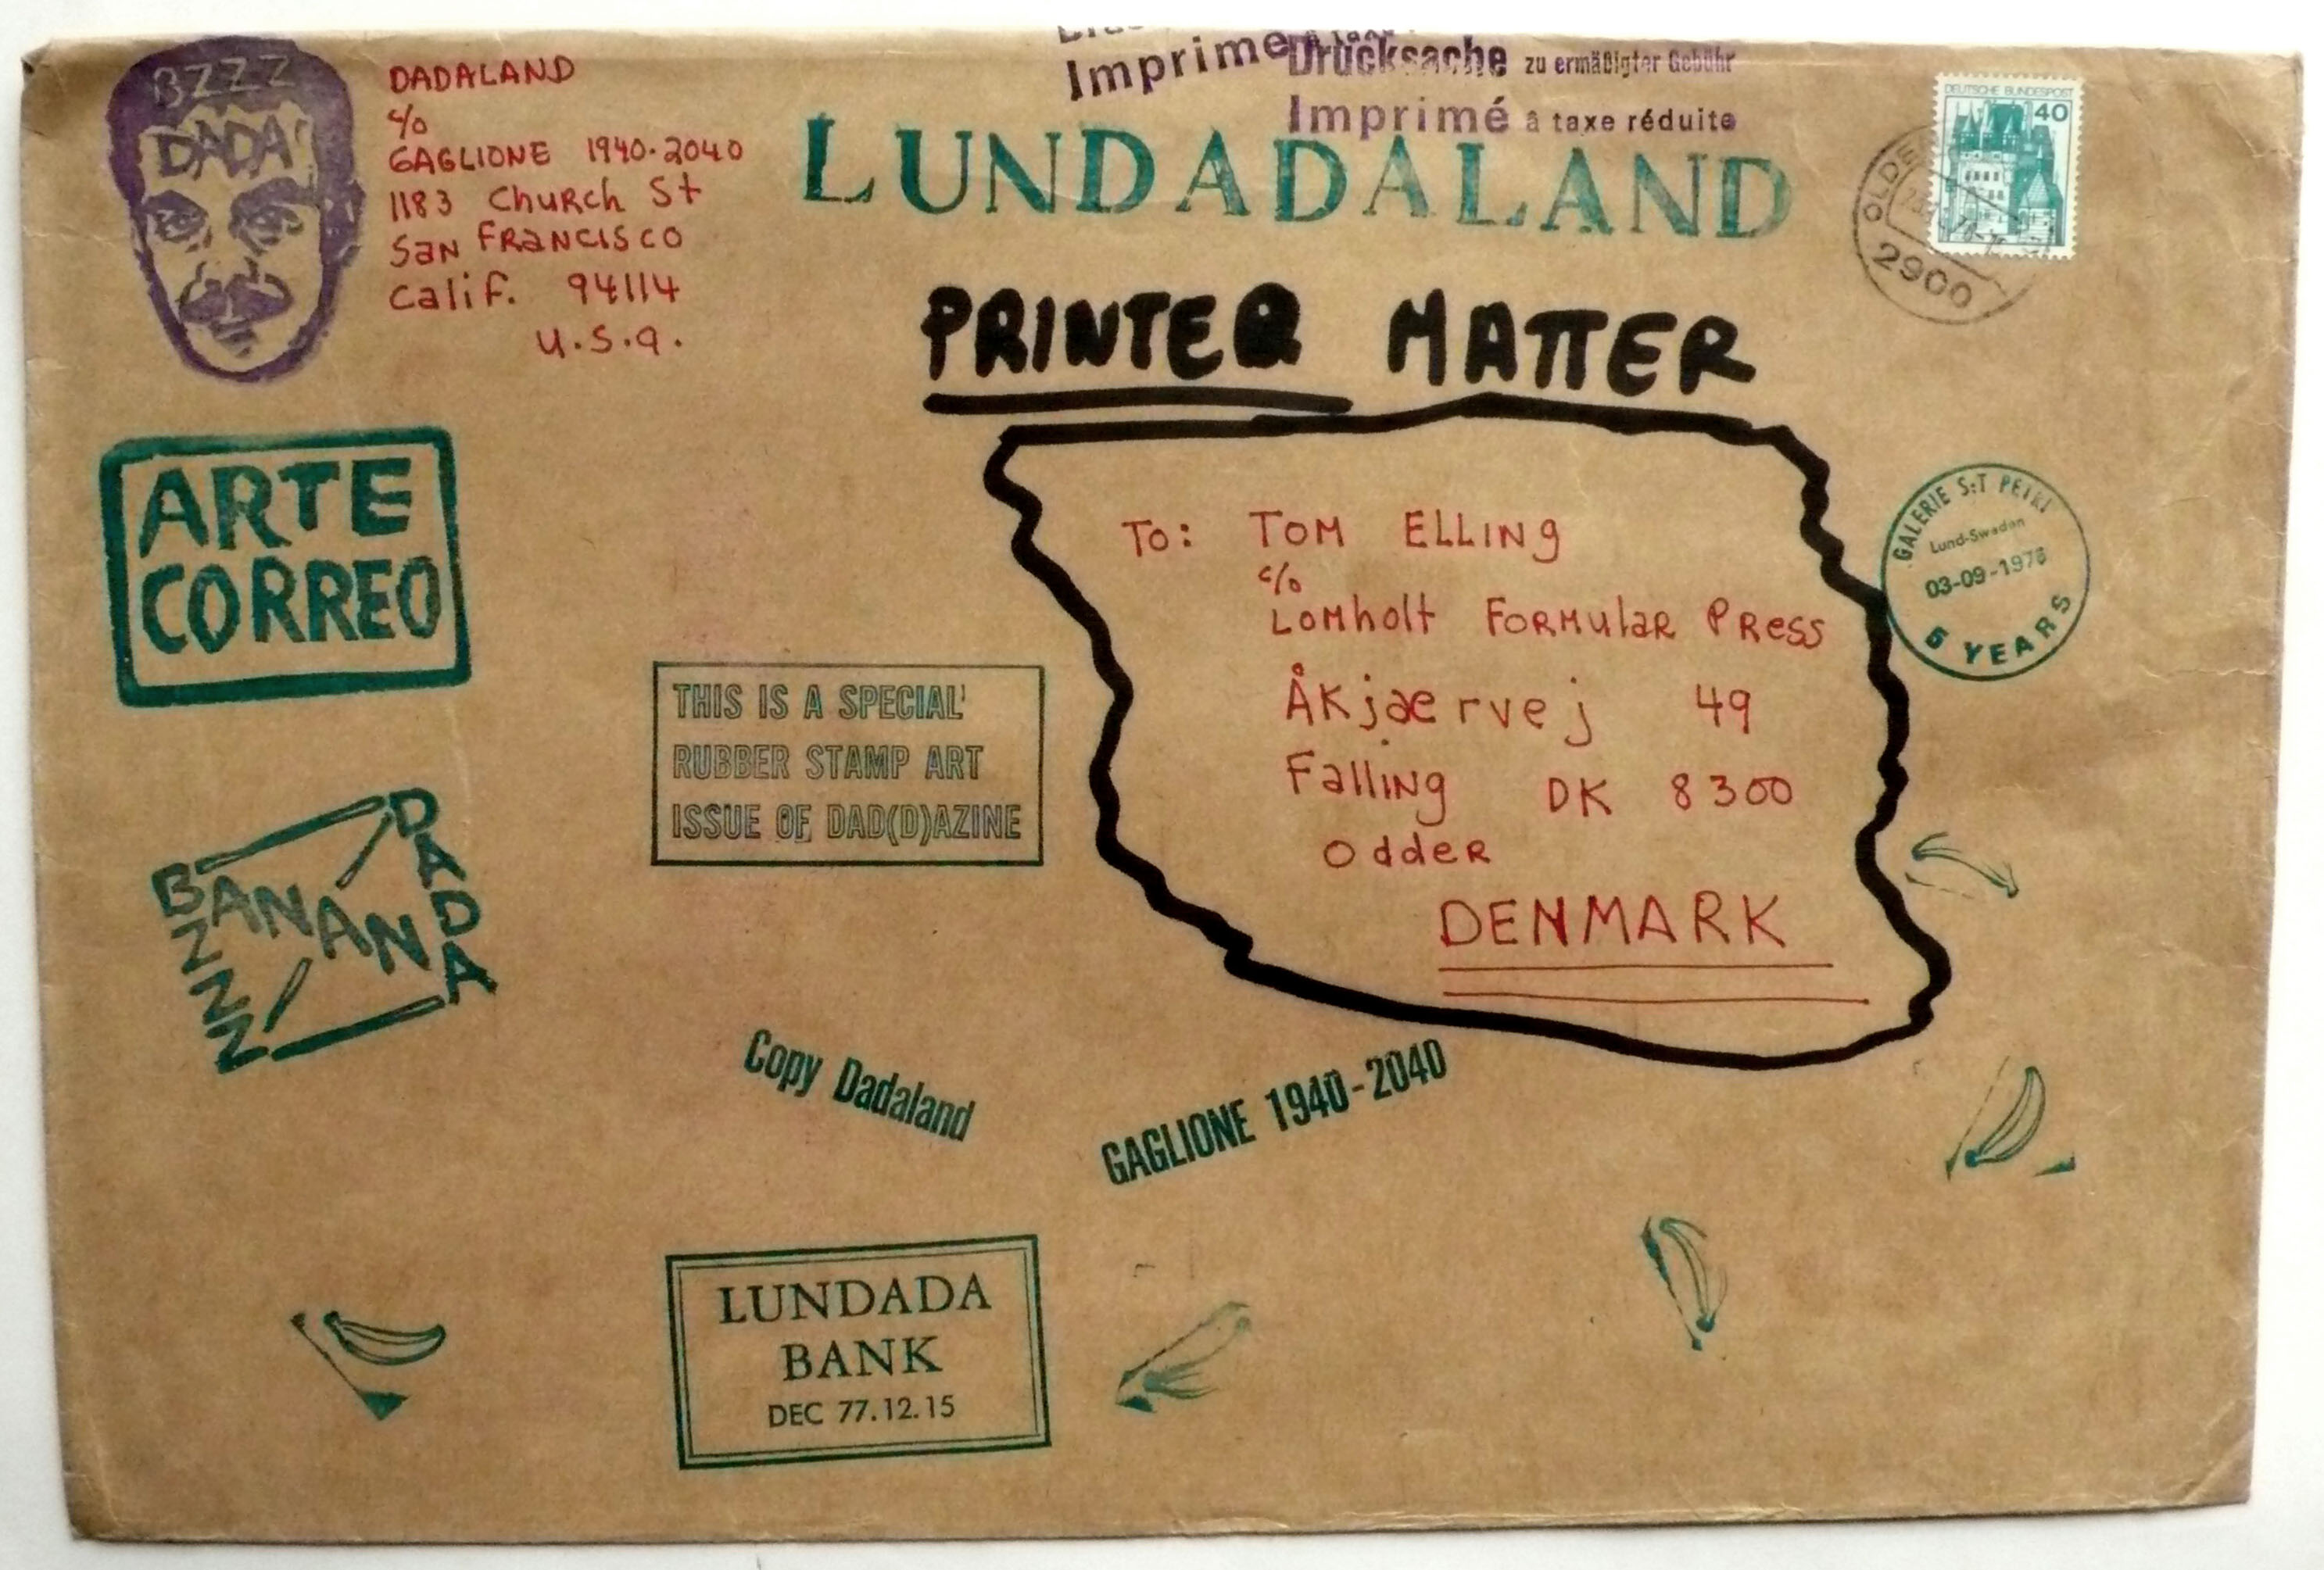 BZZZ
DADA
DADALAND
c/o
GAGLIONE 1940-2040
1183 Church St
San Francisco
Calif. 94114
U.S.a.
Imprimé
Drucksache zu ermäßigter Gebühr
Imprimé à taxe réduite
LUNDADALAND
DEUTSCHE BUNDESPOST
40
OLDE
2900
PRINTER MATTER
ARTE
CORREO
To: Tom Elling
c/o
Lomholt Formular Press
Åkjærvej 49
Falling DK 8300
Odder
DENMARK
GALERIE S:T PETRI
Lund-Sweden
03-09-1976
5 YEARS
THIS IS A SPECIAL
RUBBER STAMP ART
ISSUE OF DAD(D)AZINE
BANANAN
DADA
BZZZ
Copy Dadaland
GAGLIONE 1940-2040
LUNDADA
BANK
DEC 77.12.15